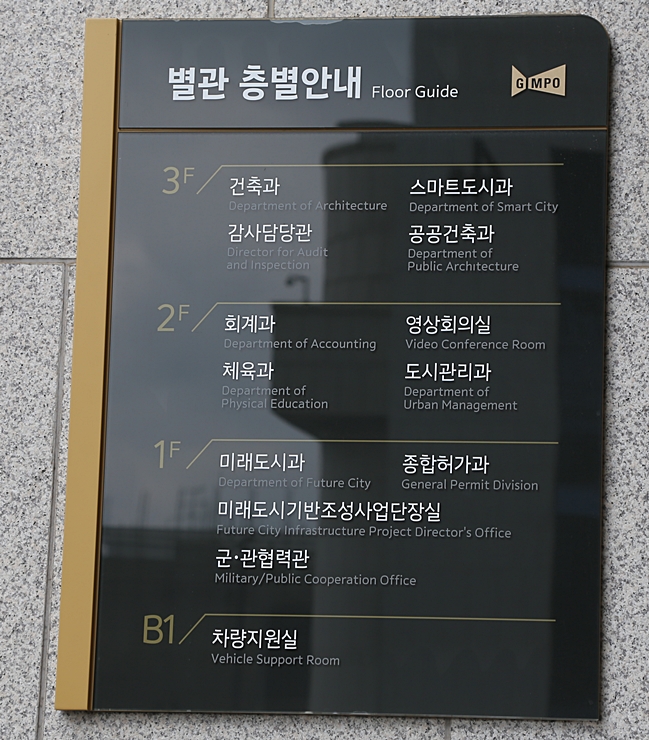 별관 층별안내 Floor Guide
GIMPO
3F
건축과
Department of Architecture
스마트도시과
Department of Smart City
감사담당관
Director for Audit
and Inspection
공공건축과
Department of
Public Architecture
2F
회계과
Department of Accounting
영상회의실
Video Conference Room
체육과
Department of
Physical Education
도시관리과
Department of
Urban Management
1F
미래도시과
Department of Future City
종합허가과
General Permit Division
미래도시기반조성사업단장실
Future City Infrastructure Project Director's Office
군·관협력관
Military/Public Cooperation Office
B1
차량지원실
Vehicle Support Room